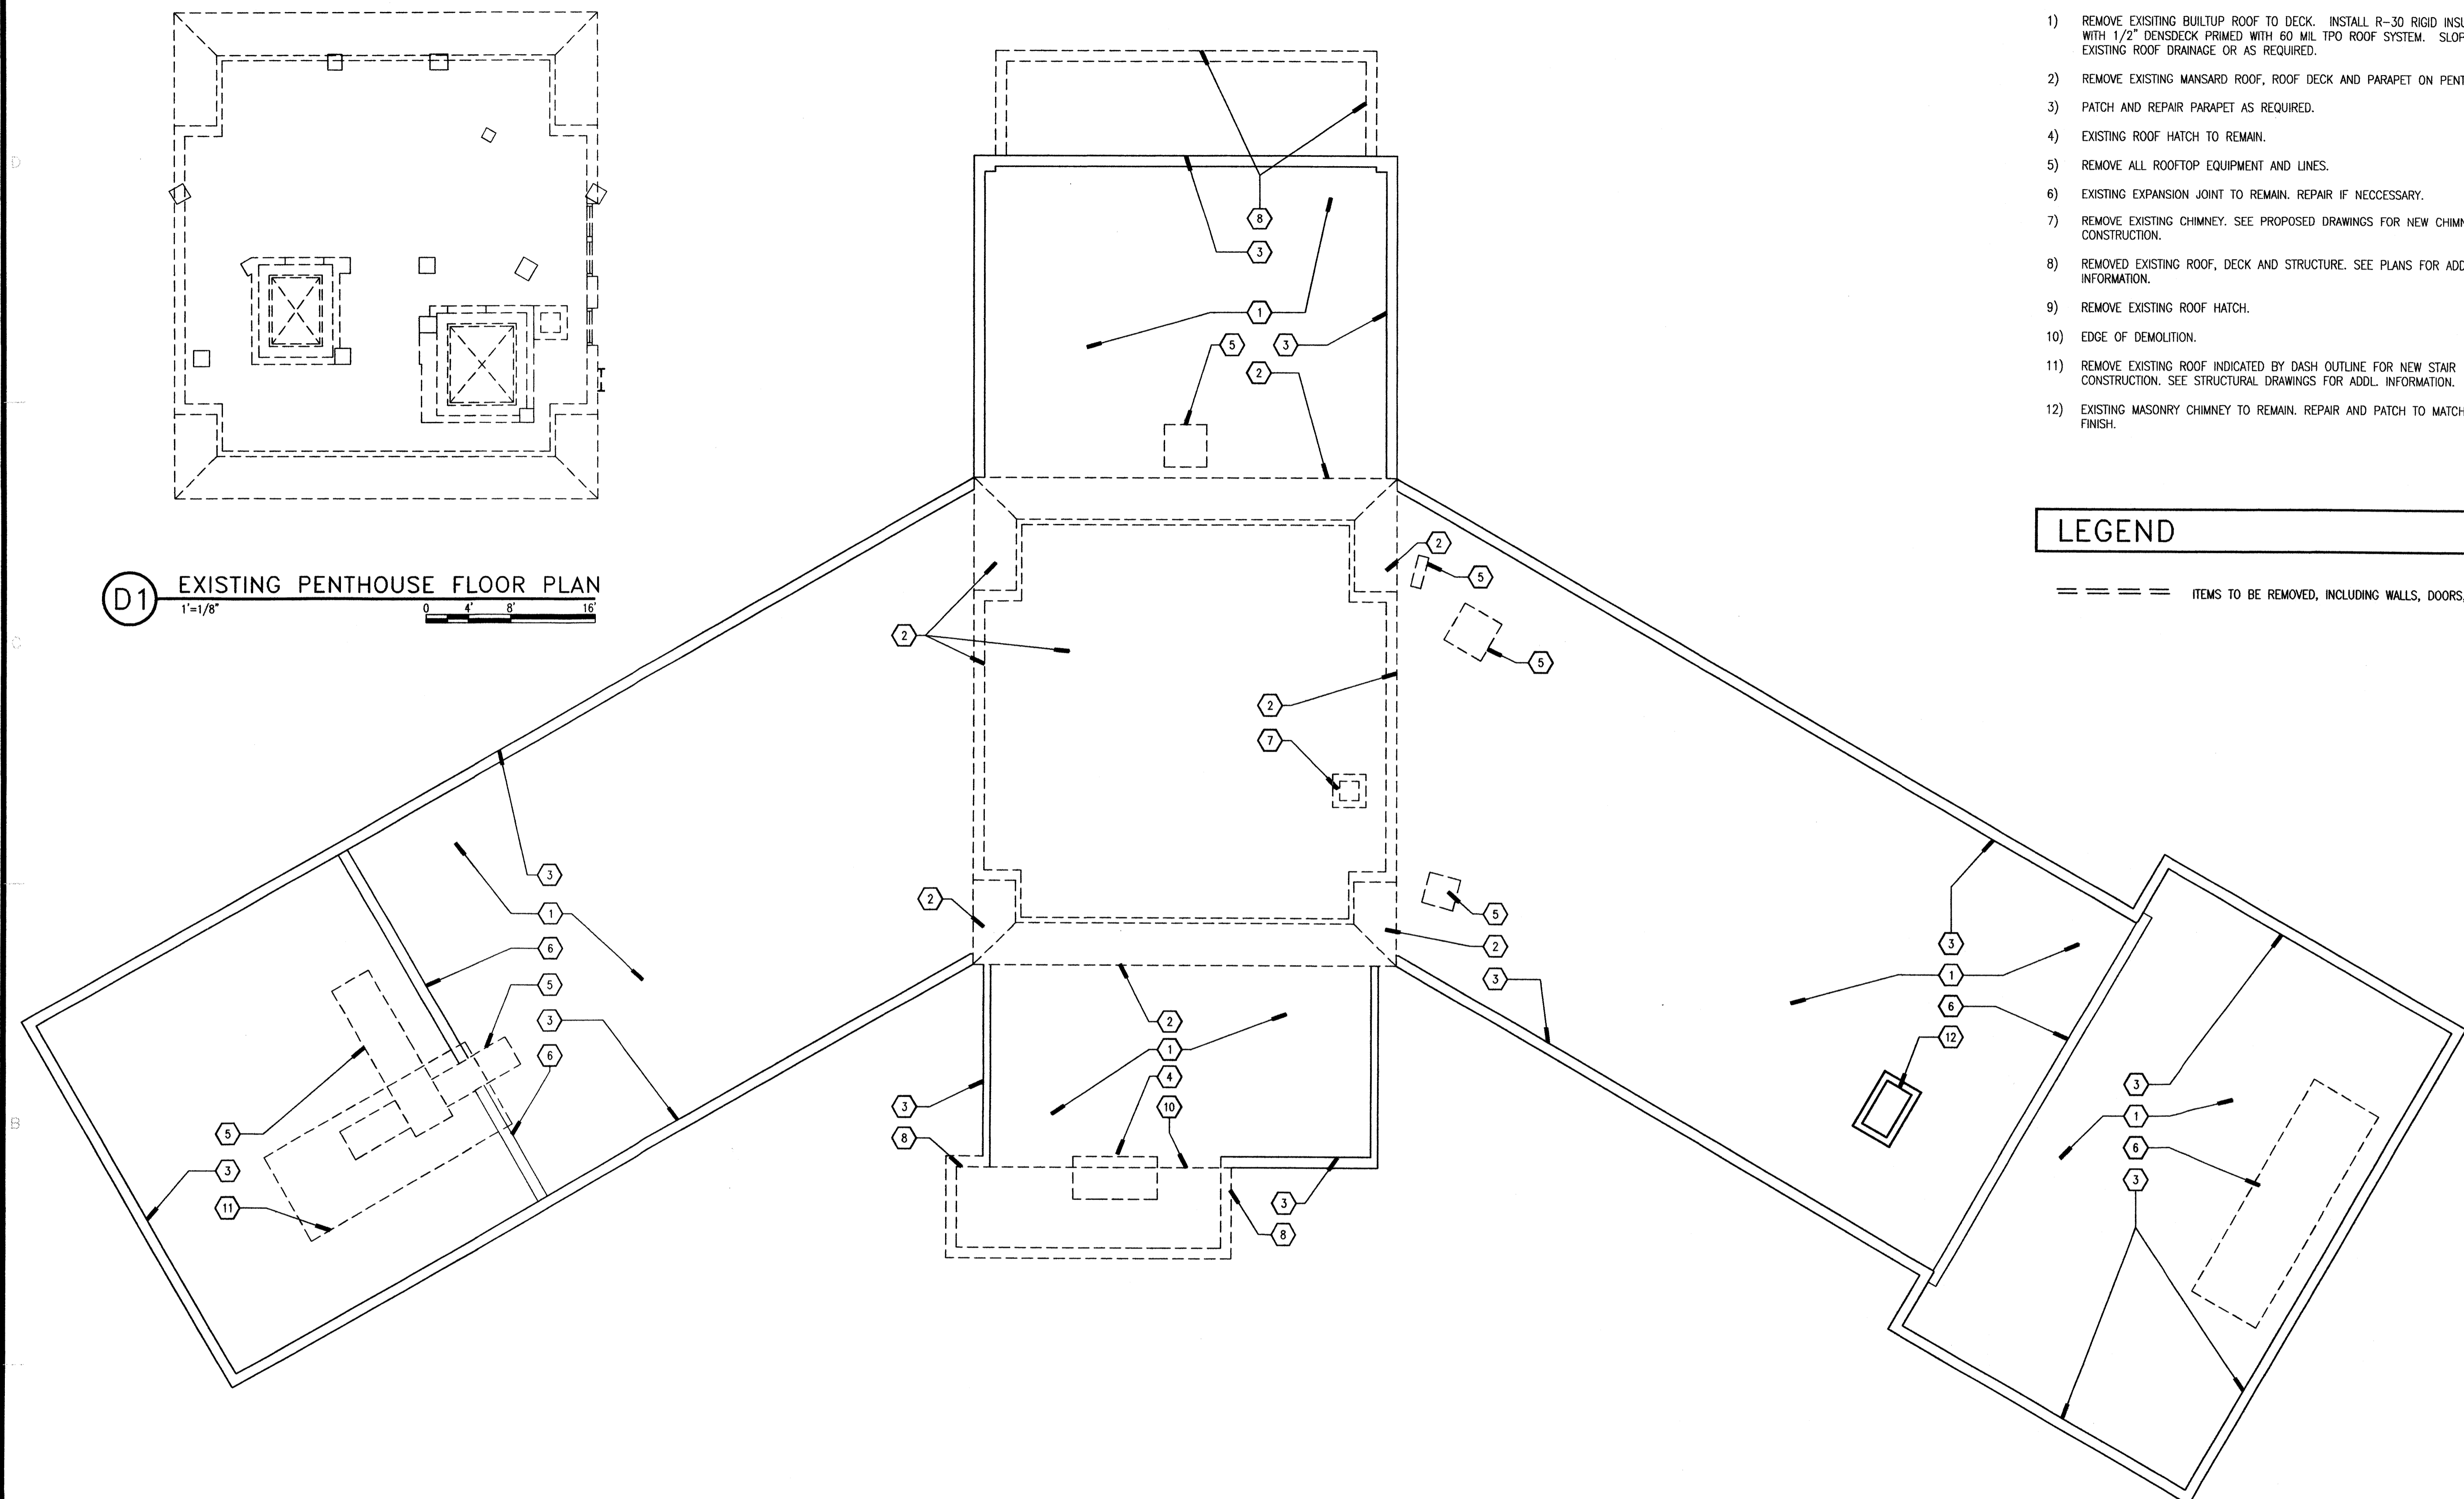 1) REMOVE EXISITING BUILTUP ROOF TO DECK. INSTALL R-30 RIGID
WITH 1/2" DENSDECK PRIMED WITH 60 MIL TPO ROOF SYSTEM.
EXISTING ROOF DRAINAGE OR AS REQUIRED.
2) REMOVE EXISTING MANSARD ROOF, ROOF DECK AND PARAPET ON
3) PATCH AND REPAIR PARAPET AS REQUIRED.
4) EXISTING ROOF HATCH TO REMAIN.
5) REMOVE ALL ROOFTOP EQUIPMENT AND LINES.
6) EXISTING EXPANSION JOINT TO REMAIN. REPAIR IF NECCESSARY.
7) REMOVE EXISTING CHIMNEY. SEE PROPOSED DRAWINGS FOR NEW
CONSTRUCTION.
8) REMOVED EXISTING ROOF, DECK AND STRUCTURE. SEE PLANS FOR
INFORMATION.
9) REMOVE EXISTING ROOF HATCH.
10) EDGE OF DEMOLITION.
11) REMOVE EXISTING ROOF INDICATED BY DASH OUTLINE FOR NEW STAIR
CONSTRUCTION. SEE STRUCTURAL DRAWINGS FOR ADDL. INFORMATION.
12) EXISTING MASONRY CHIMNEY TO REMAIN. REPAIR AND PATCH TO MATCH
FINISH.
LEGEND
ITEMS TO BE REMOVED, INCLUDING WALLS, DOORS,
D1
EXISTING PENTHOUSE FLOOR PLAN
1'=1/8"
0 4' 8' 16'
D
C
B
8
3
1
5
3
2
2
5
5
2
2
7
3
1
6
5
3
6
5
3
11
2
5
2
3
2
1
4
10
3
8
3
8
3
1
6
12
3
1
6
3